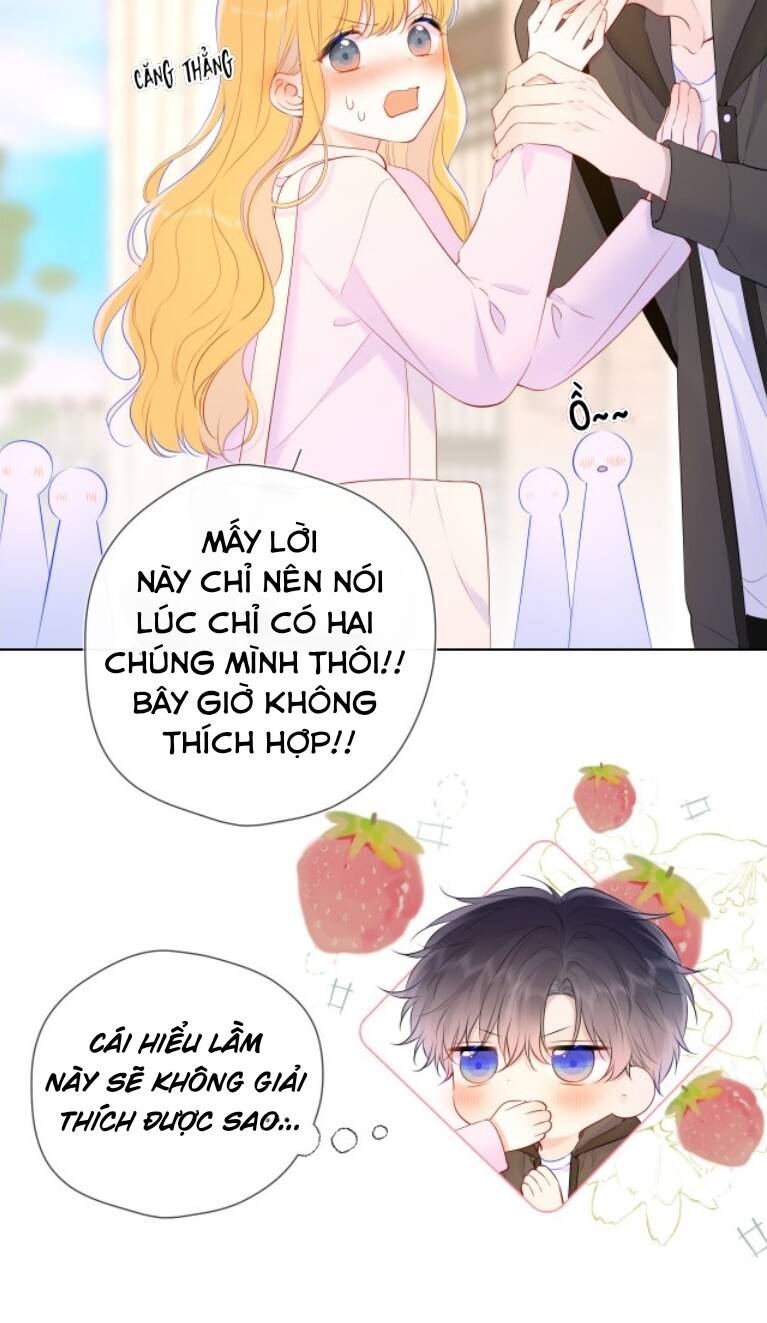 CĂNG THẲNG
Ồ~~
MẤY LỜI
NÀY CHỈ NÊN NÓI
LÚC CHỈ CÓ HAI
CHÚNG MÌNH THÔI!!
BÂY GIỜ KHÔNG
THÍCH HỢP!!
CÁI HIỂU LẦM
NÀY SẼ KHÔNG GIẢI
THÍCH ĐƯỢC SAO...